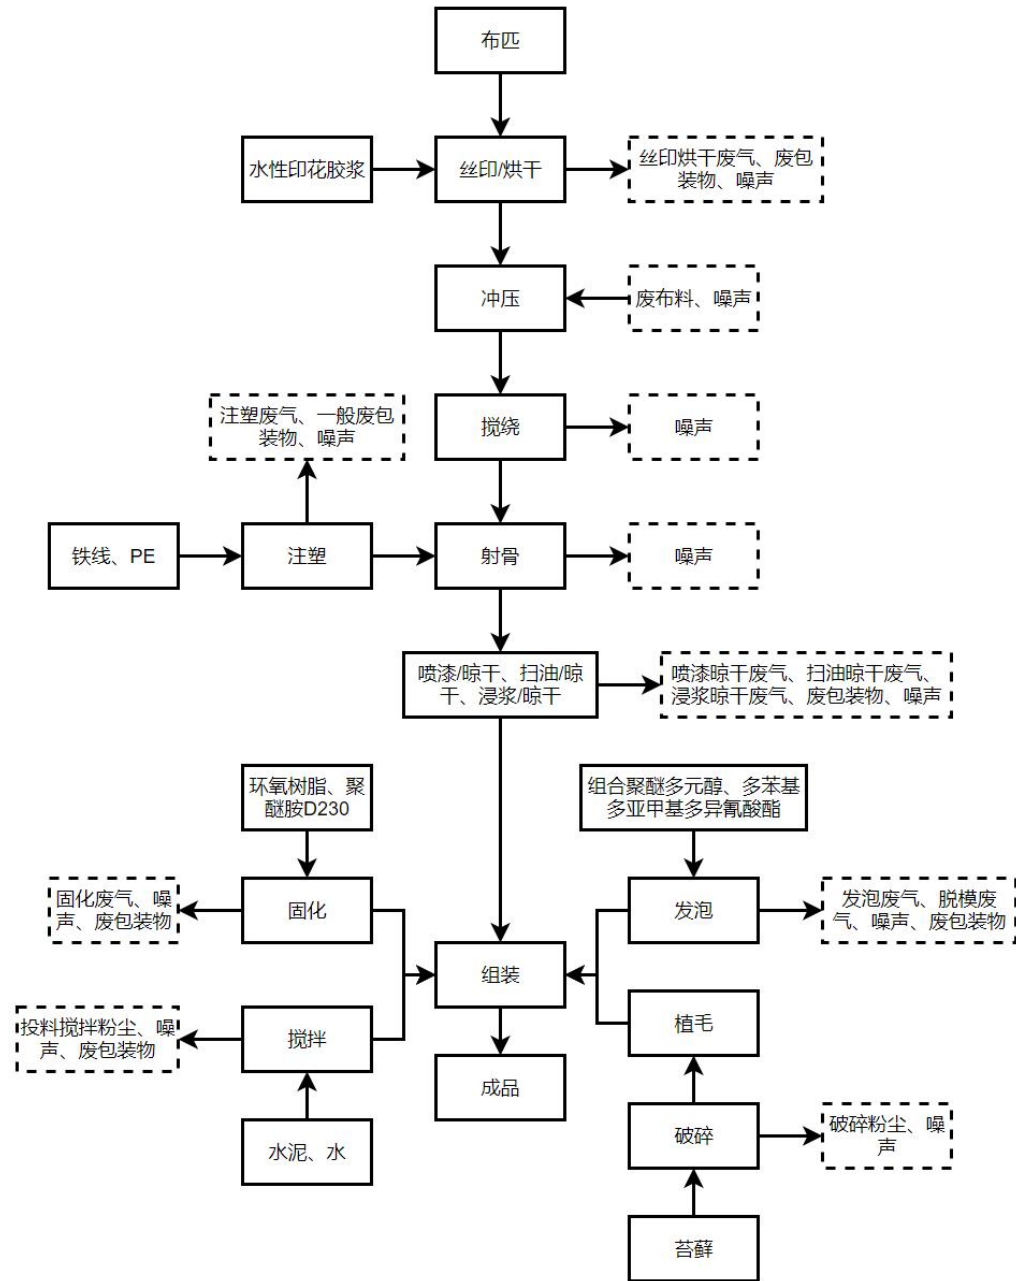 布匹
水性印花胶浆
丝印/烘干
丝印烘干废气、废包
装物、噪声
冲压
废布料、噪声
注塑废气、一般废包
装物、噪声
搅绕
噪声
铁线、PE
注塑
射骨
噪声
喷漆/晾干、扫油/晾
干、浸浆/晾干
喷漆晾干废气、扫油晾干废气、
浸浆晾干废气、废包装物、噪声
环氧树脂、聚
醚胺D230
组合聚醚多元醇、多苯基
多亚甲基多异氰酸酯
固化废气、噪
声、废包装物
固化
发泡
发泡废气、脱模废
气、噪声、废包装物
组装
投料搅拌粉尘、噪
声、废包装物
搅拌
植毛
成品
水泥、水
破碎
破碎粉尘、噪
声
苔藓